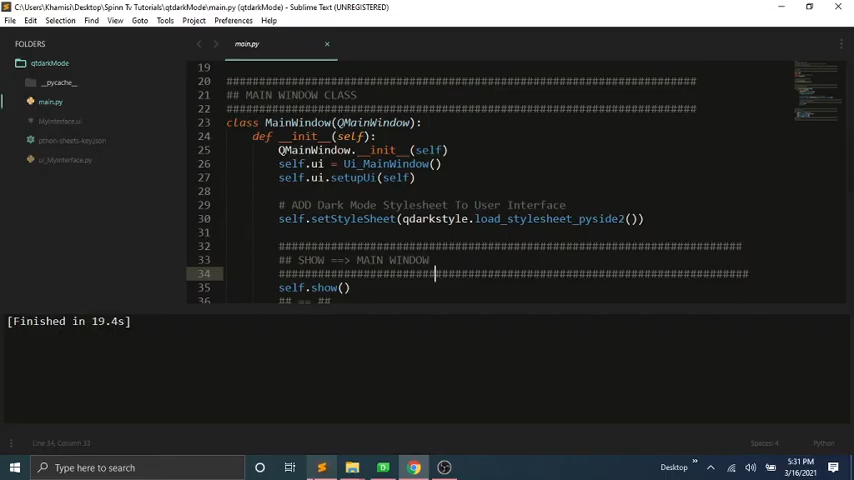 C:\Users\Khamisi\Desktop\Spinn Tv Tutorials\qtdarkMode\main.py (qtdarkMode) - Sublime Text (UNREGISTERED)
File Edit Selection Find View Goto Tools Project Preferences Help
FOLDERS
qtdarkMode
__pycache__
main.py
MyInterface.ui
pthon-sheets-key.json
ui_MyInterface.py
main.py
19
20 ########################################################################
21 ## MAIN WINDOW CLASS
22 ########################################################################
23 class MainWindow(QMainWindow):
24 def __init__(self):
25 QMainWindow.__init__(self)
26 self.ui = Ui_MainWindow()
27 self.ui.setupUi(self)
28
29 # ADD Dark Mode Stylesheet To User Interface
30 self.setStyleSheet(qdarkstyle.load_stylesheet_pyside2())
31
32 #######################################################################
33 ## SHOW ==> MAIN WINDOW
34 ########################################################################
35 self.show()
36 ## == ##
[Finished in 19.4s]
Line 34, Column 33
Spaces: 4
Python
Type here to search
Desktop
5:31 PM
3/16/2021